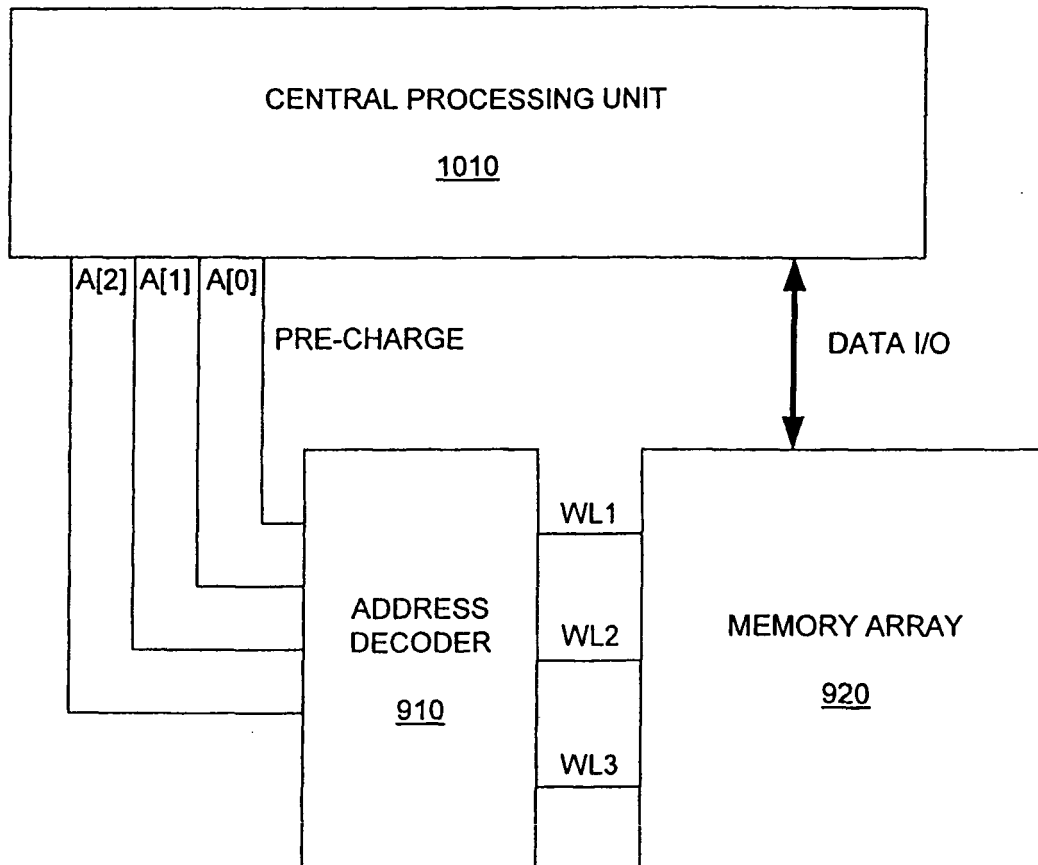 CENTRAL PROCESSING UNIT
1010
A[2] A[1] A[0]
PRE-CHARGE
DATA I/O
WL1
ADDRESS
DECODER
910
WL2
MEMORY ARRAY
920
WL3